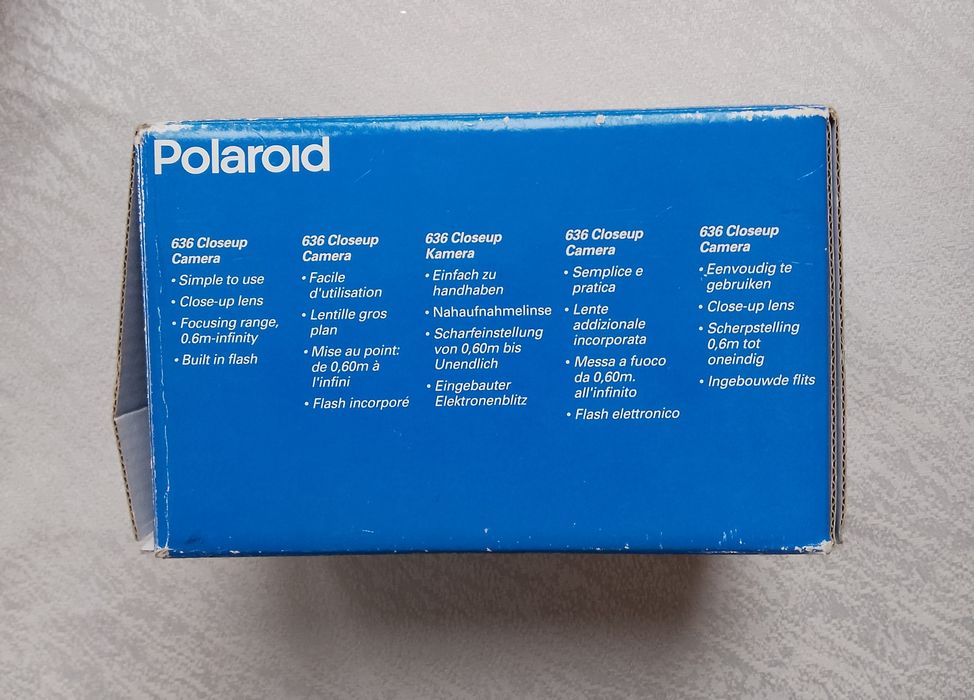 Polaroid
636 Closeup
Camera
• Simple to use
• Close-up lens
• Focusing range,
0.6m-infinity
• Built in flash
636 Closeup
Camera
• Facile
d'utilisation
• Lentille gros
plan
• Mise au point:
de 0,60m à
l'infini
• Flash incorporé
636 Closeup
Kamera
• Einfach zu
handhaben
• Nahaufnahmelinse
• Scharfeinstellung
von 0,60m bis
Unendlich
• Eingebauter
Elektronenblitz
636 Closeup
Camera
• Semplice e
pratica
• Lente
addizionale
incorporata
• Messa a fuoco
da 0,60m.
all'infinito
• Flash elettronico
636 Closeup
Camera
• Eenvoudig te
gebruiken
• Close-up lens
• Scherpstelling
0,6m tot
oneindig
• Ingebouwde flits